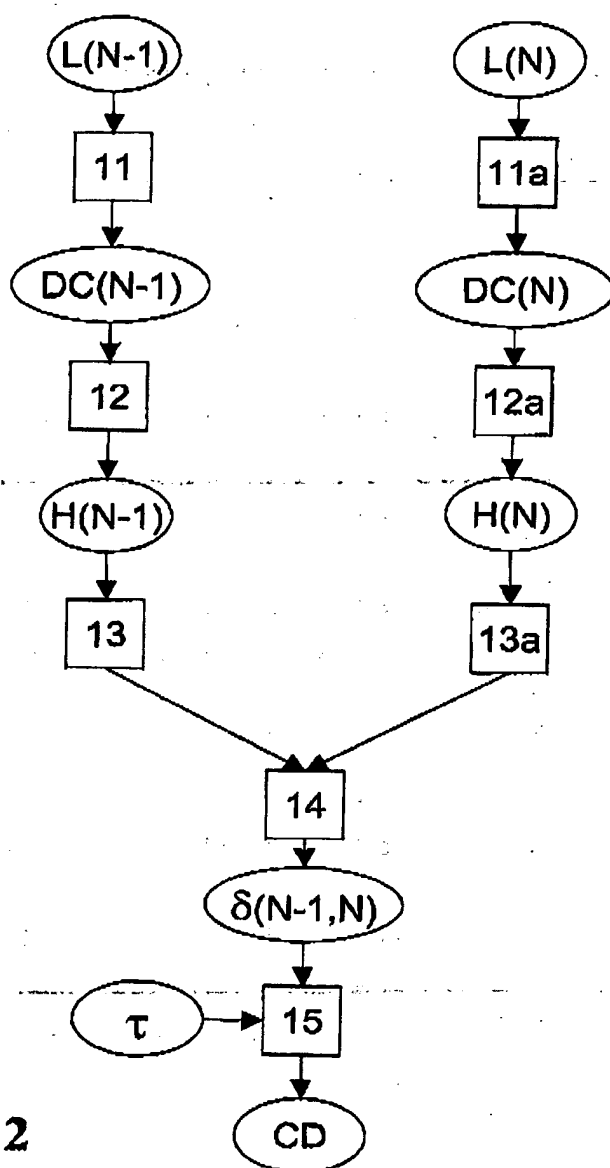 L(N-1) L(N)
11 11a
DC(N-1) DC(N)
12 12a
H(N-1) H(N)
13 13a
14
δ(N-1,N)
τ 15
2 CD